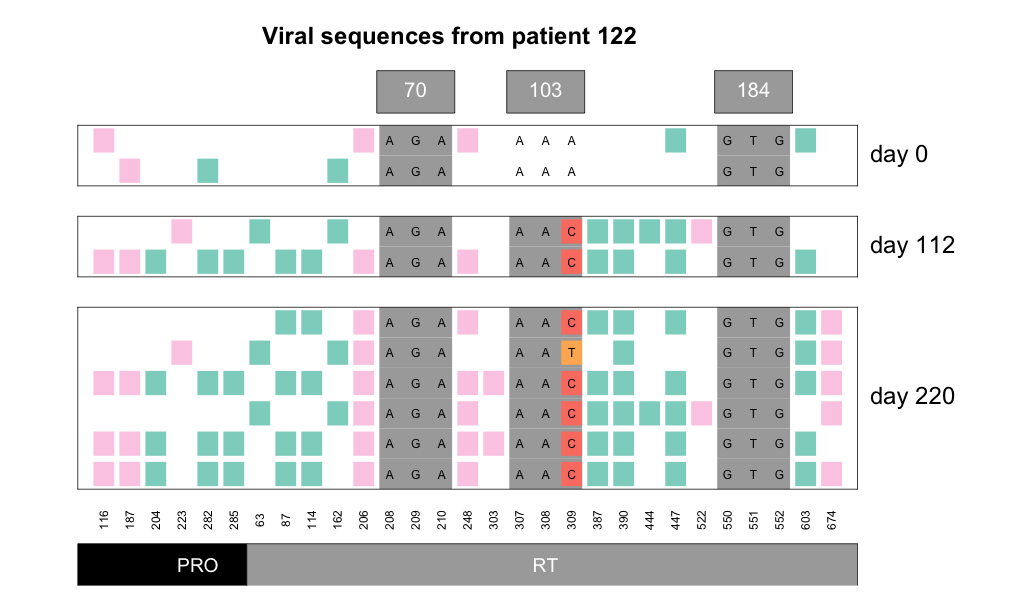 Viral sequences from patient 122
70 103 184
A G A A A A G T G
A G A A A A G T G
day 0
A G A A A C G T G
A G A A A C G T G
day 112
A G A A A C G T G
A G A A A T G T G
A G A A A C G T G
A G A A A C G T G
A G A A A C G T G
A G A A A C G T G
day 220
116 187 204 223 282 285 63 87 114 162 206 208 209 210 248 303 307 308 309 387 390 444 447 522 550 551 552 603 674
PRO RT